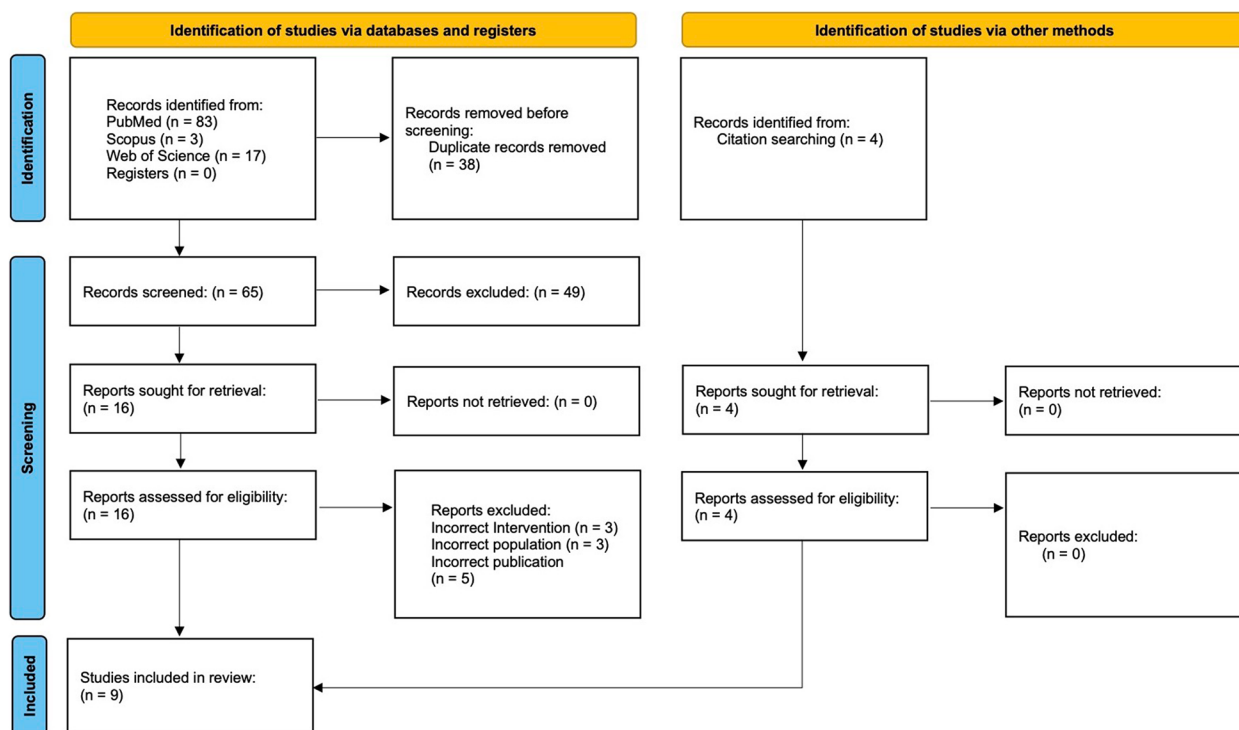 Identification of studies via databases and registers
Identification of studies via other methods
Identification
Records identified from:
PubMed (n = 83)
Scopus (n = 3)
Web of Science (n = 17)
Registers (n = 0)
Records removed before
screening:
Duplicate records removed
(n = 38)
Records identified from:
Citation searching (n = 4)
Screening
Records screened: (n = 65)
Records excluded: (n = 49)
Reports sought for retrieval:
(n = 16)
Reports not retrieved: (n = 0)
Reports sought for retrieval:
(n = 4)
Reports not retrieved:
(n = 0)
Reports assessed for eligibility:
(n = 16)
Reports excluded:
Incorrect Intervention (n = 3)
Incorrect population (n = 3)
Incorrect publication
(n = 5)
Reports assessed for eligibility:
(n = 4)
Reports excluded:
(n = 0)
Included
Studies included in review:
(n = 9)